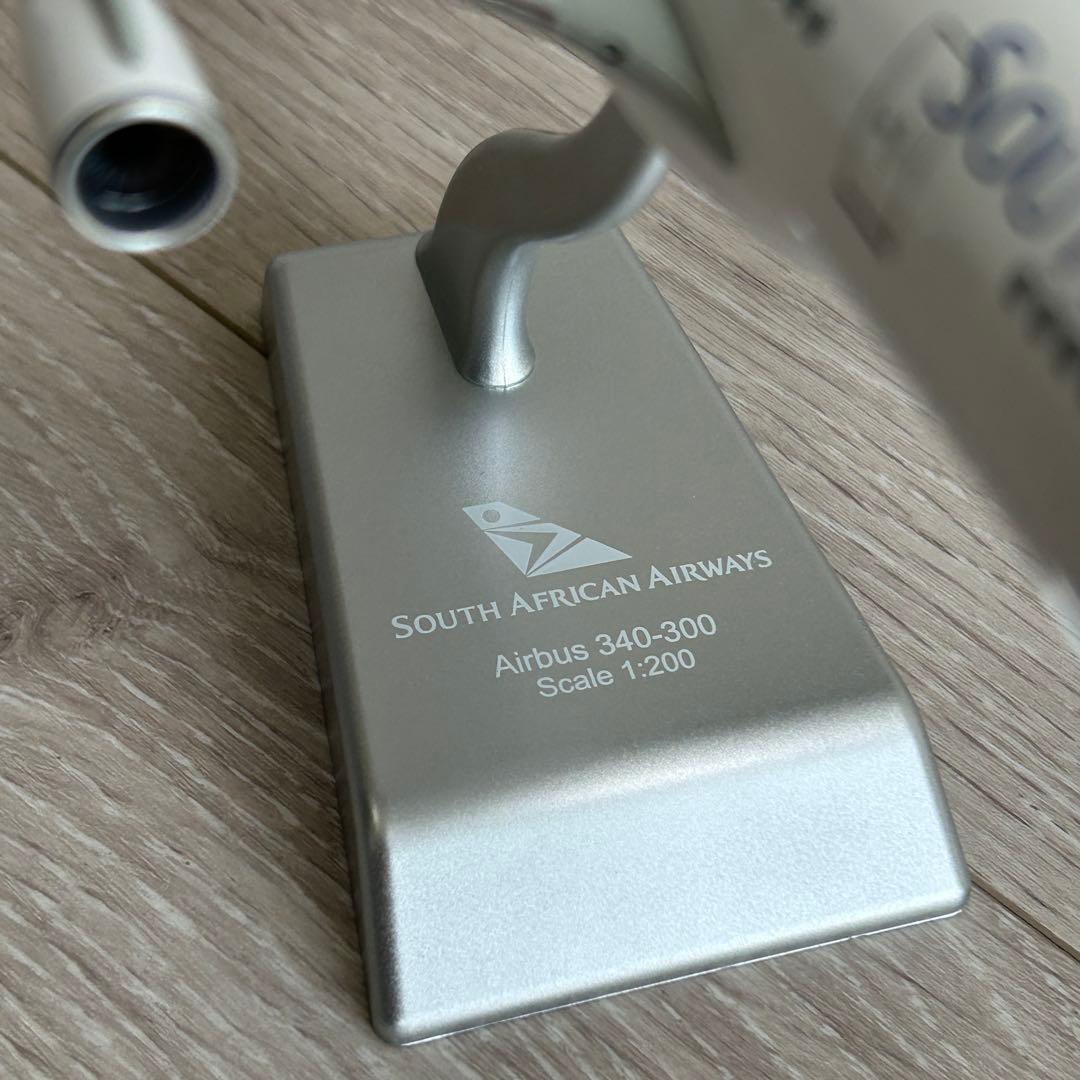 SOUTH AFRICAN AIRWAYS
Airbus 340-300
Scale 1:200